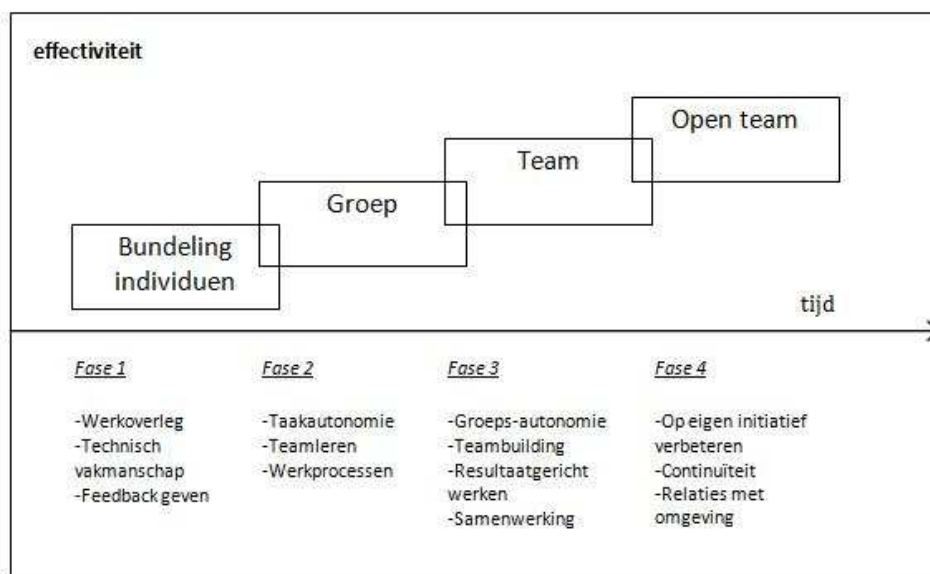 effectiviteit
Open team
Team
Groep
Bundeling
individuen
tijd
Fase 1
-Werkoverleg
-Technisch
vakmanschap
-Feedback geven
Fase 2
-Taakautonomie
-Teamleren
-Werkprocessen
Fase 3
-Groeps-autonomie
-Teambuilding
-Resultaatgericht
werken
-Samenwerking
Fase 4
-Op eigen initiatief
verbeteren
-Continuïteit
-Relaties met
omgeving